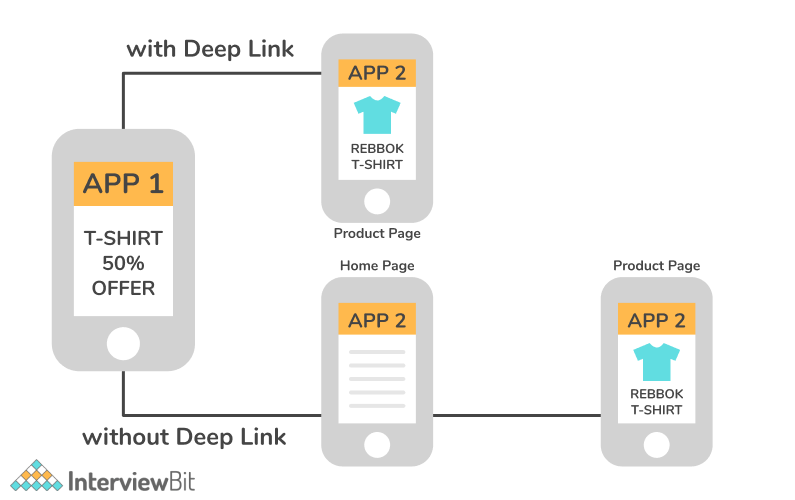 with Deep Link
APP 2
REBBOK
T-SHIRT
Product Page
APP 1
T-SHIRT
50%
OFFER
Home Page
APP 2
Product Page
APP 2
REBBOK
T-SHIRT
without Deep Link
InterviewBit